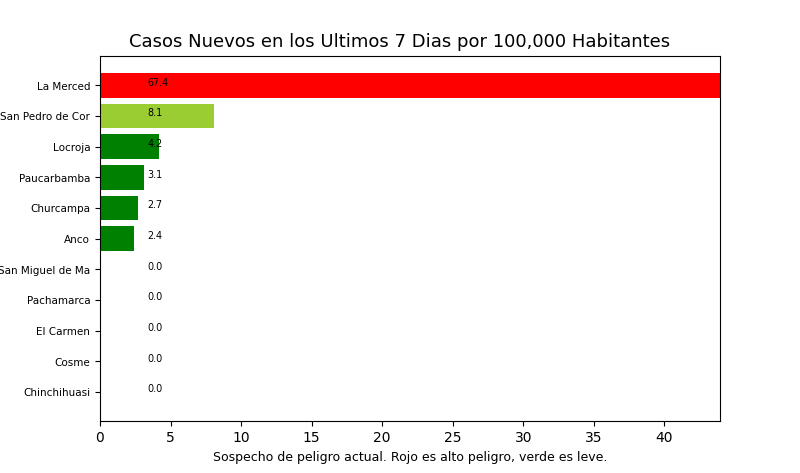 Casos Nuevos en los Ultimos 7 Dias por 100,000 Habitantes
La Merced 67.4
San Pedro de Cor 8.1
Locroja 4.2
Paucarbamba 3.1
Churcampa 2.7
Anco 2.4
San Miguel de Ma 0.0
Pachamarca 0.0
El Carmen 0.0
Cosme 0.0
Chinchihuasi 0.0
0 5 10 15 20 25 30 35 40
Sospecho de peligro actual. Rojo es alto peligro, verde es leve.